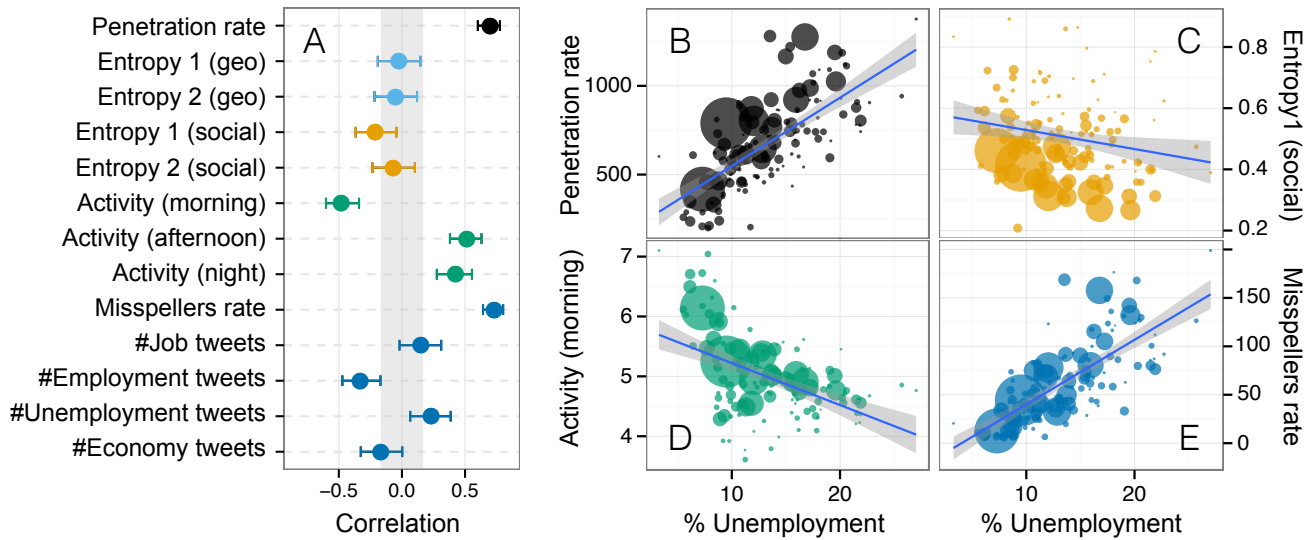 A
Penetration rate
Entropy 1 (geo)
Entropy 2 (geo)
Entropy 1 (social)
Entropy 2 (social)
Activity (morning)
Activity (afternoon)
Activity (night)
Misspellers rate
#Job tweets
#Employment tweets
#Unemployment tweets
#Economy tweets
−0.5 0.0 0.5
Correlation
B
Penetration rate
1000
500
C
Entropy1 (social)
0.8
0.6
0.4
0.2
D
Activity (morning)
7
6
5
4
10 20
% Unemployment
E
Misspellers rate
150
100
50
0
10 20
% Unemployment